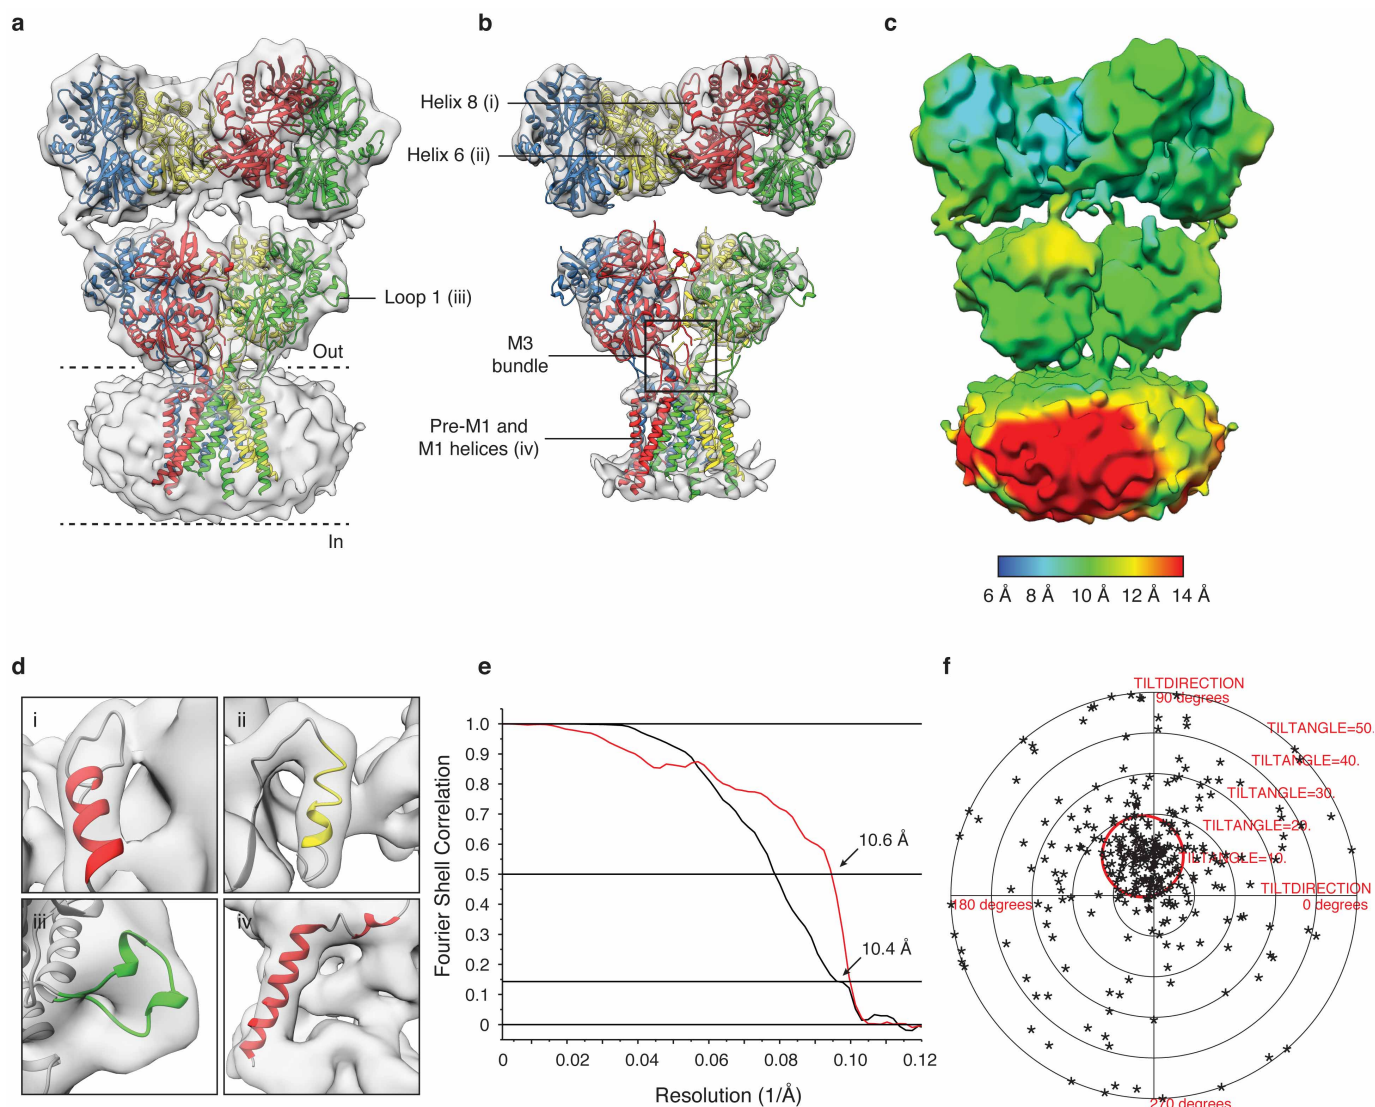 a
b
c
Helix 8 (i)
Helix 6 (ii)
Loop 1 (iii)
Out
In
M3
bundle
Pre-M1 and
M1 helices (iv)
6 Å 8 Å 10 Å 12 Å 14 Å
d
i
ii
iii
iv
e
Fourier Shell Correlation
1.0
0.9
0.8
0.7
0.6
0.5
0.4
0.3
0.2
0.1
0
10.6 Å
10.4 Å
0 0.02 0.04 0.06 0.08 0.10 0.12
Resolution (1/Å)
f
TILTDIRECTION
90 degrees
TILTANGLE=50.
TILTANGLE=40.
TILTANGLE=30.
TILTANGLE=20.
TILTANGLE=10.
TILTDIRECTION
180 degrees
0 degrees
270 degrees